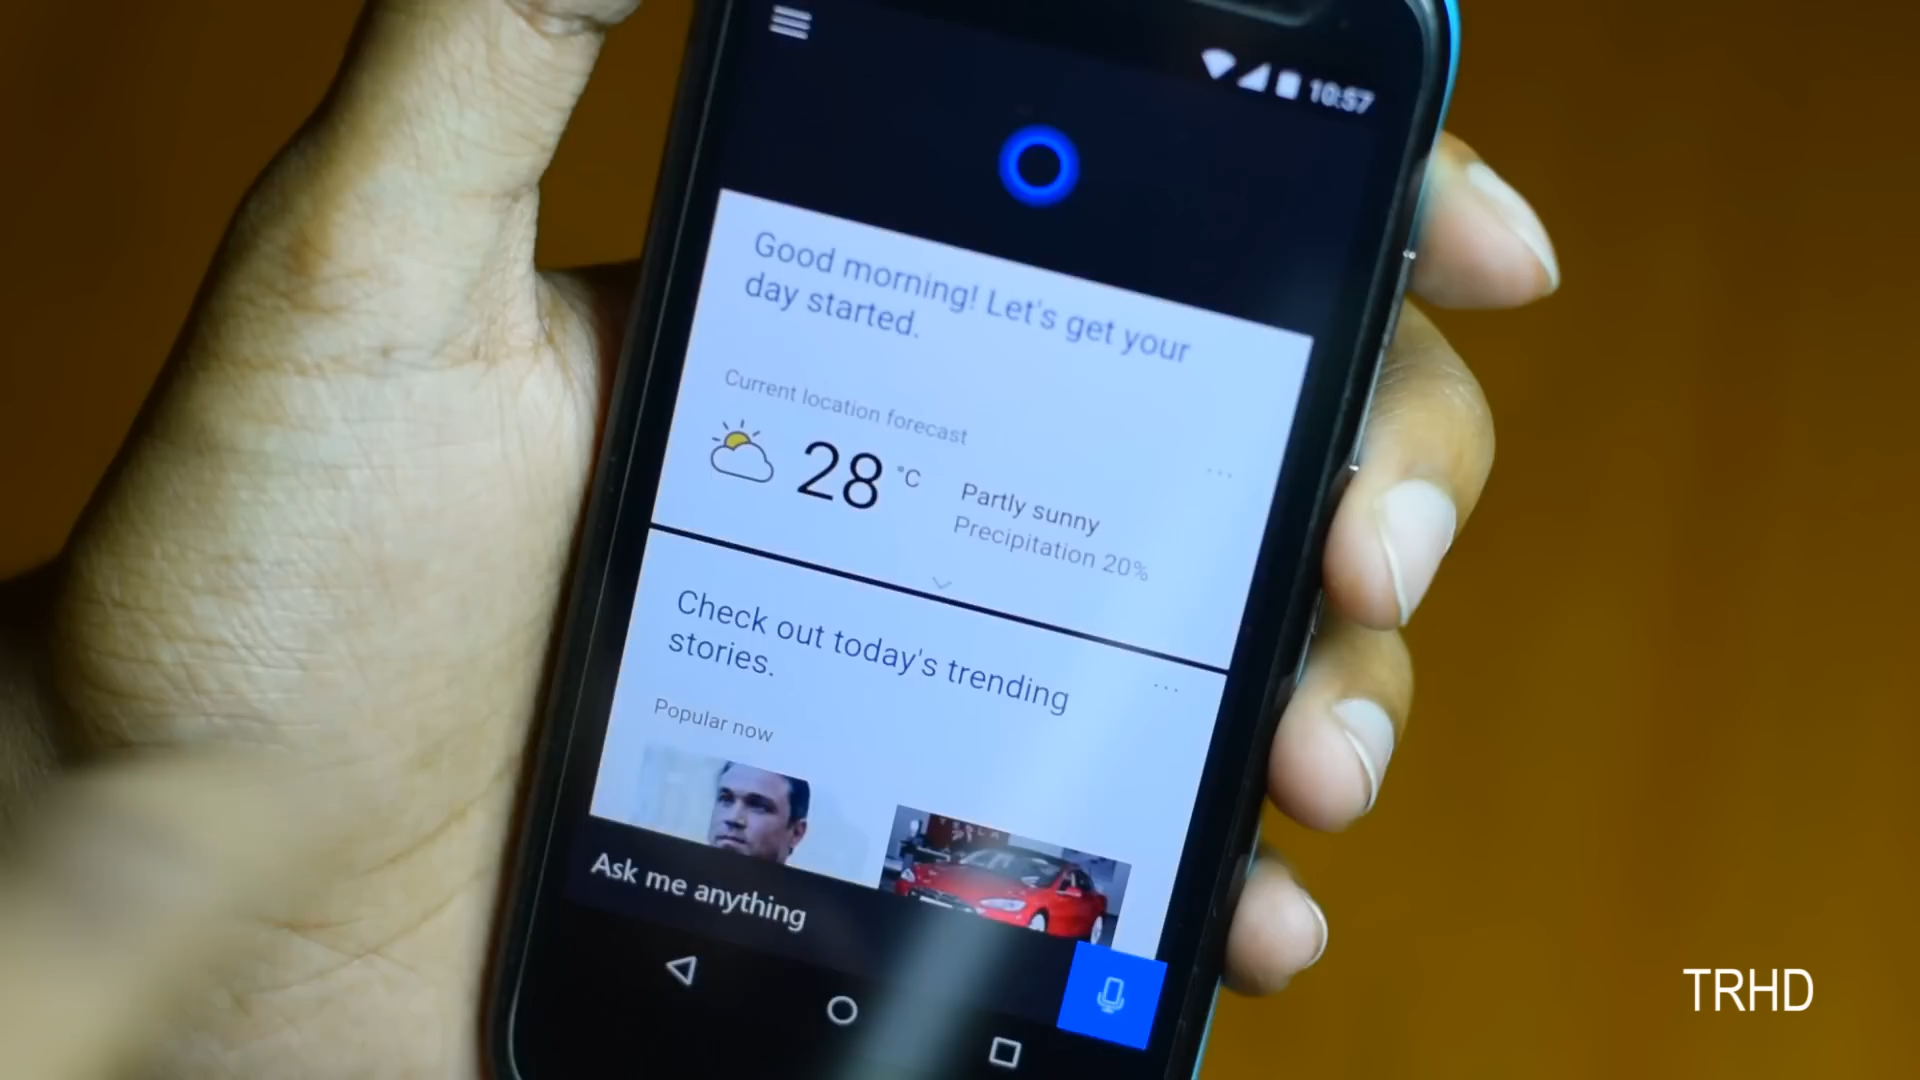 10:57
Good morning! Let's get your
day started.
Current location forecast
28 °C
Partly sunny
Precipitation 20%
Check out today's trending
stories.
Popular now
TESLA
Ask me anything
TRHD